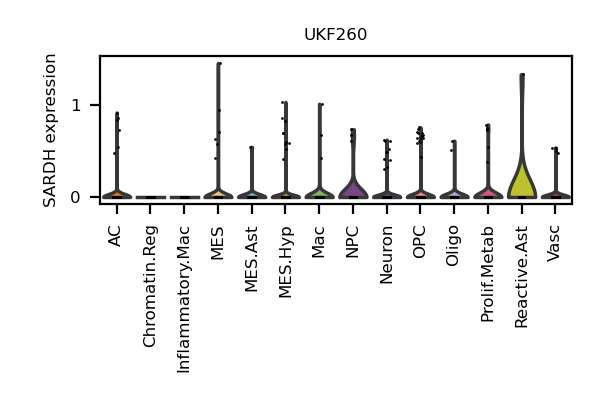 UKF260
SARDH expression
1
0
AC
Chromatin.Reg
Inflammatory.Mac
MES
MES.Ast
MES.Hyp
Mac
NPC
Neuron
OPC
Oligo
Prolif.Metab
Reactive.Ast
Vasc